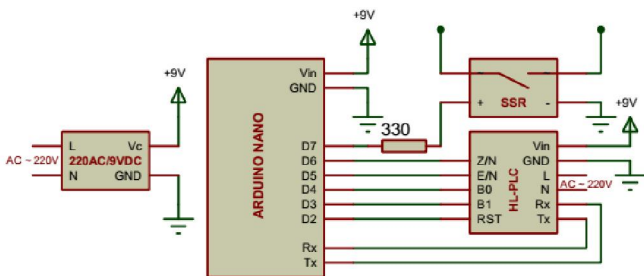 +9V
+9V
L Vc
AC ~ 220V 220AC/9VDC
N GND
ARDUINO NANO
Vin
GND
D7
D6
D5
D4
D3
D2
Rx
Tx
330
SSR
+ -
+9V
HL-PLC
Z/N Vin
E/N GND
B0 L
B1 N AC ~ 220V
RST Rx
Tx